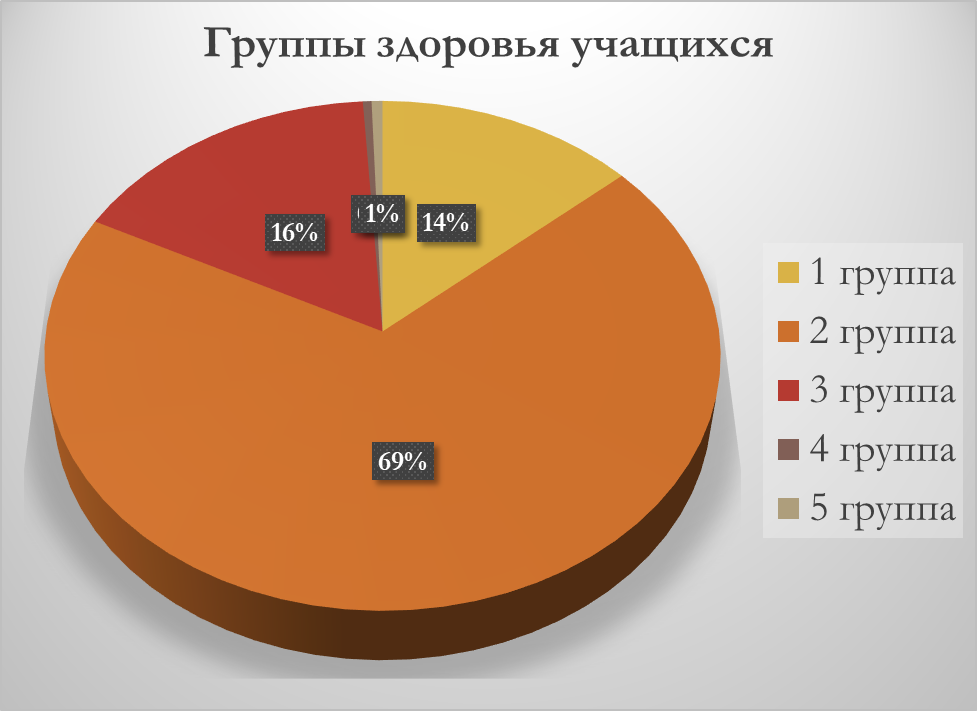 Группы здоровья учащихся
16%
1%
14%
69%
1 группа
2 группа
3 группа
4 группа
5 группа